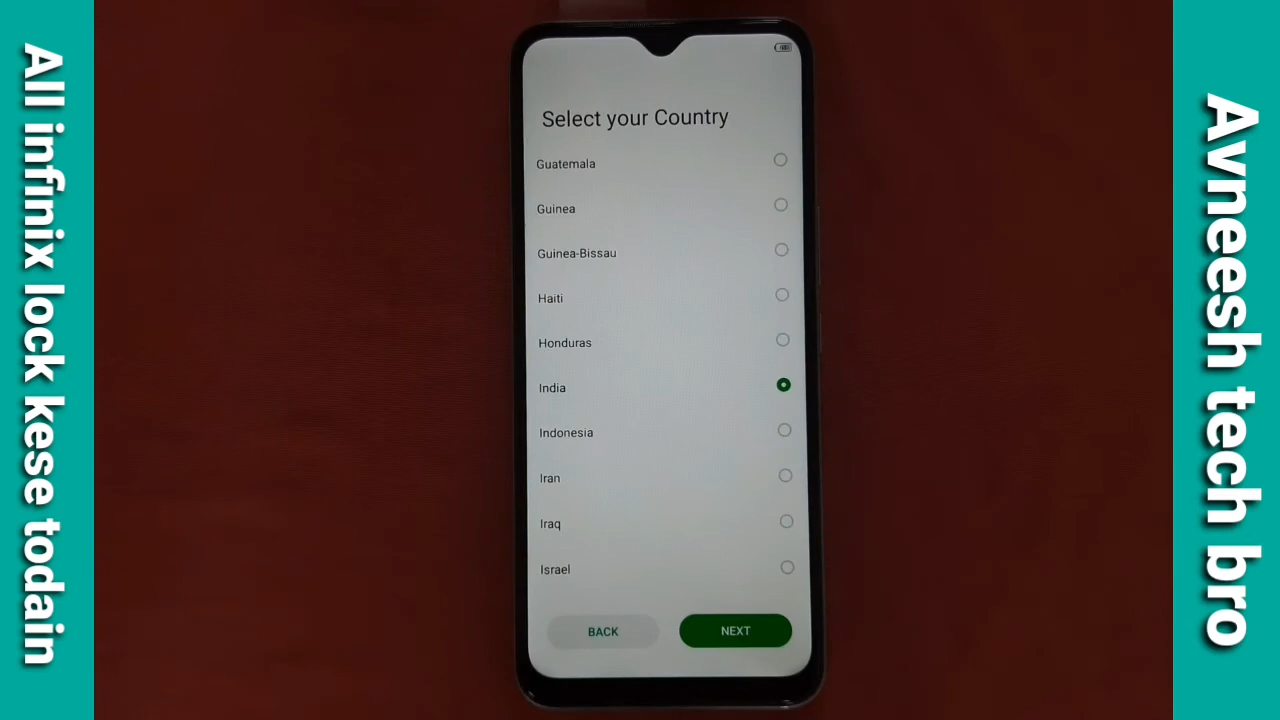 All infinix lock kese todain
Select your Country
Guatemala
Guinea
Guinea-Bissau
Haiti
Honduras
India
Indonesia
Iran
Iraq
Israel
BACK
NEXT
Avneesh tech bro